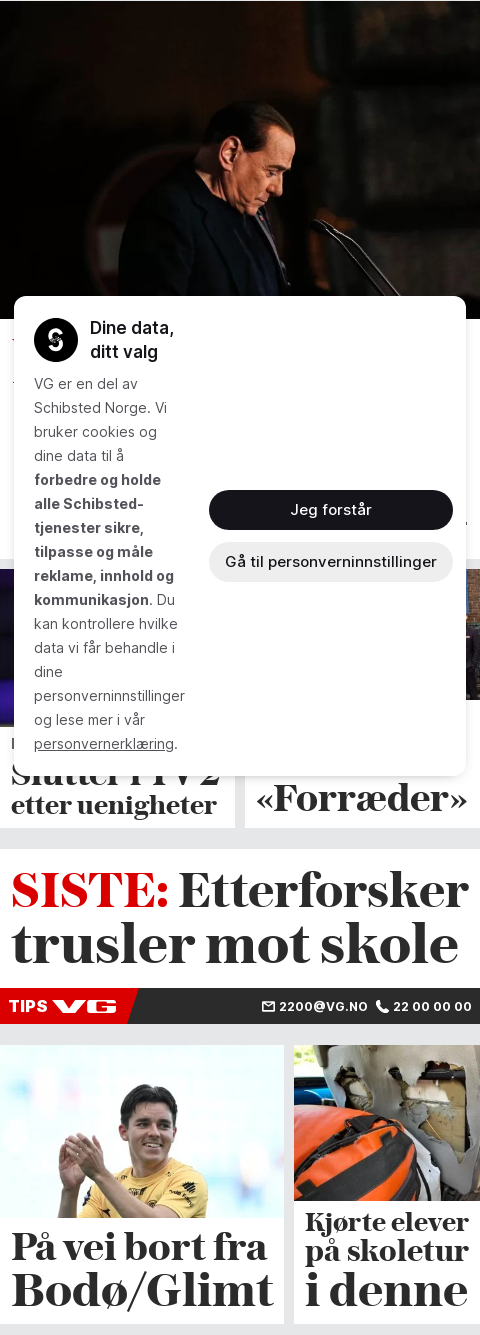 Dine data,
ditt valg
VG er en del av
Schibsted Norge. Vi
bruker cookies og
dine data til å
forbedre og holde
alle Schibsted-
tjenester sikre,
tilpasse og måle
reklame, innhold og
kommunikasjon. Du
kan kontrollere hvilke
data vi får behandle i
dine
personverninnstillinger
og lese mer i vår
personvernerklæring.
Jeg forstår
Gå til personverninnstillinger
etter uenigheter
«Forræder»
SISTE: Etterforsker
trusler mot skole
TIPS VG 2200@VG.NO 22 00 00 00
På vei bort fra
Bodø/Glimt
Kjørte elever
på skoletur
i denne